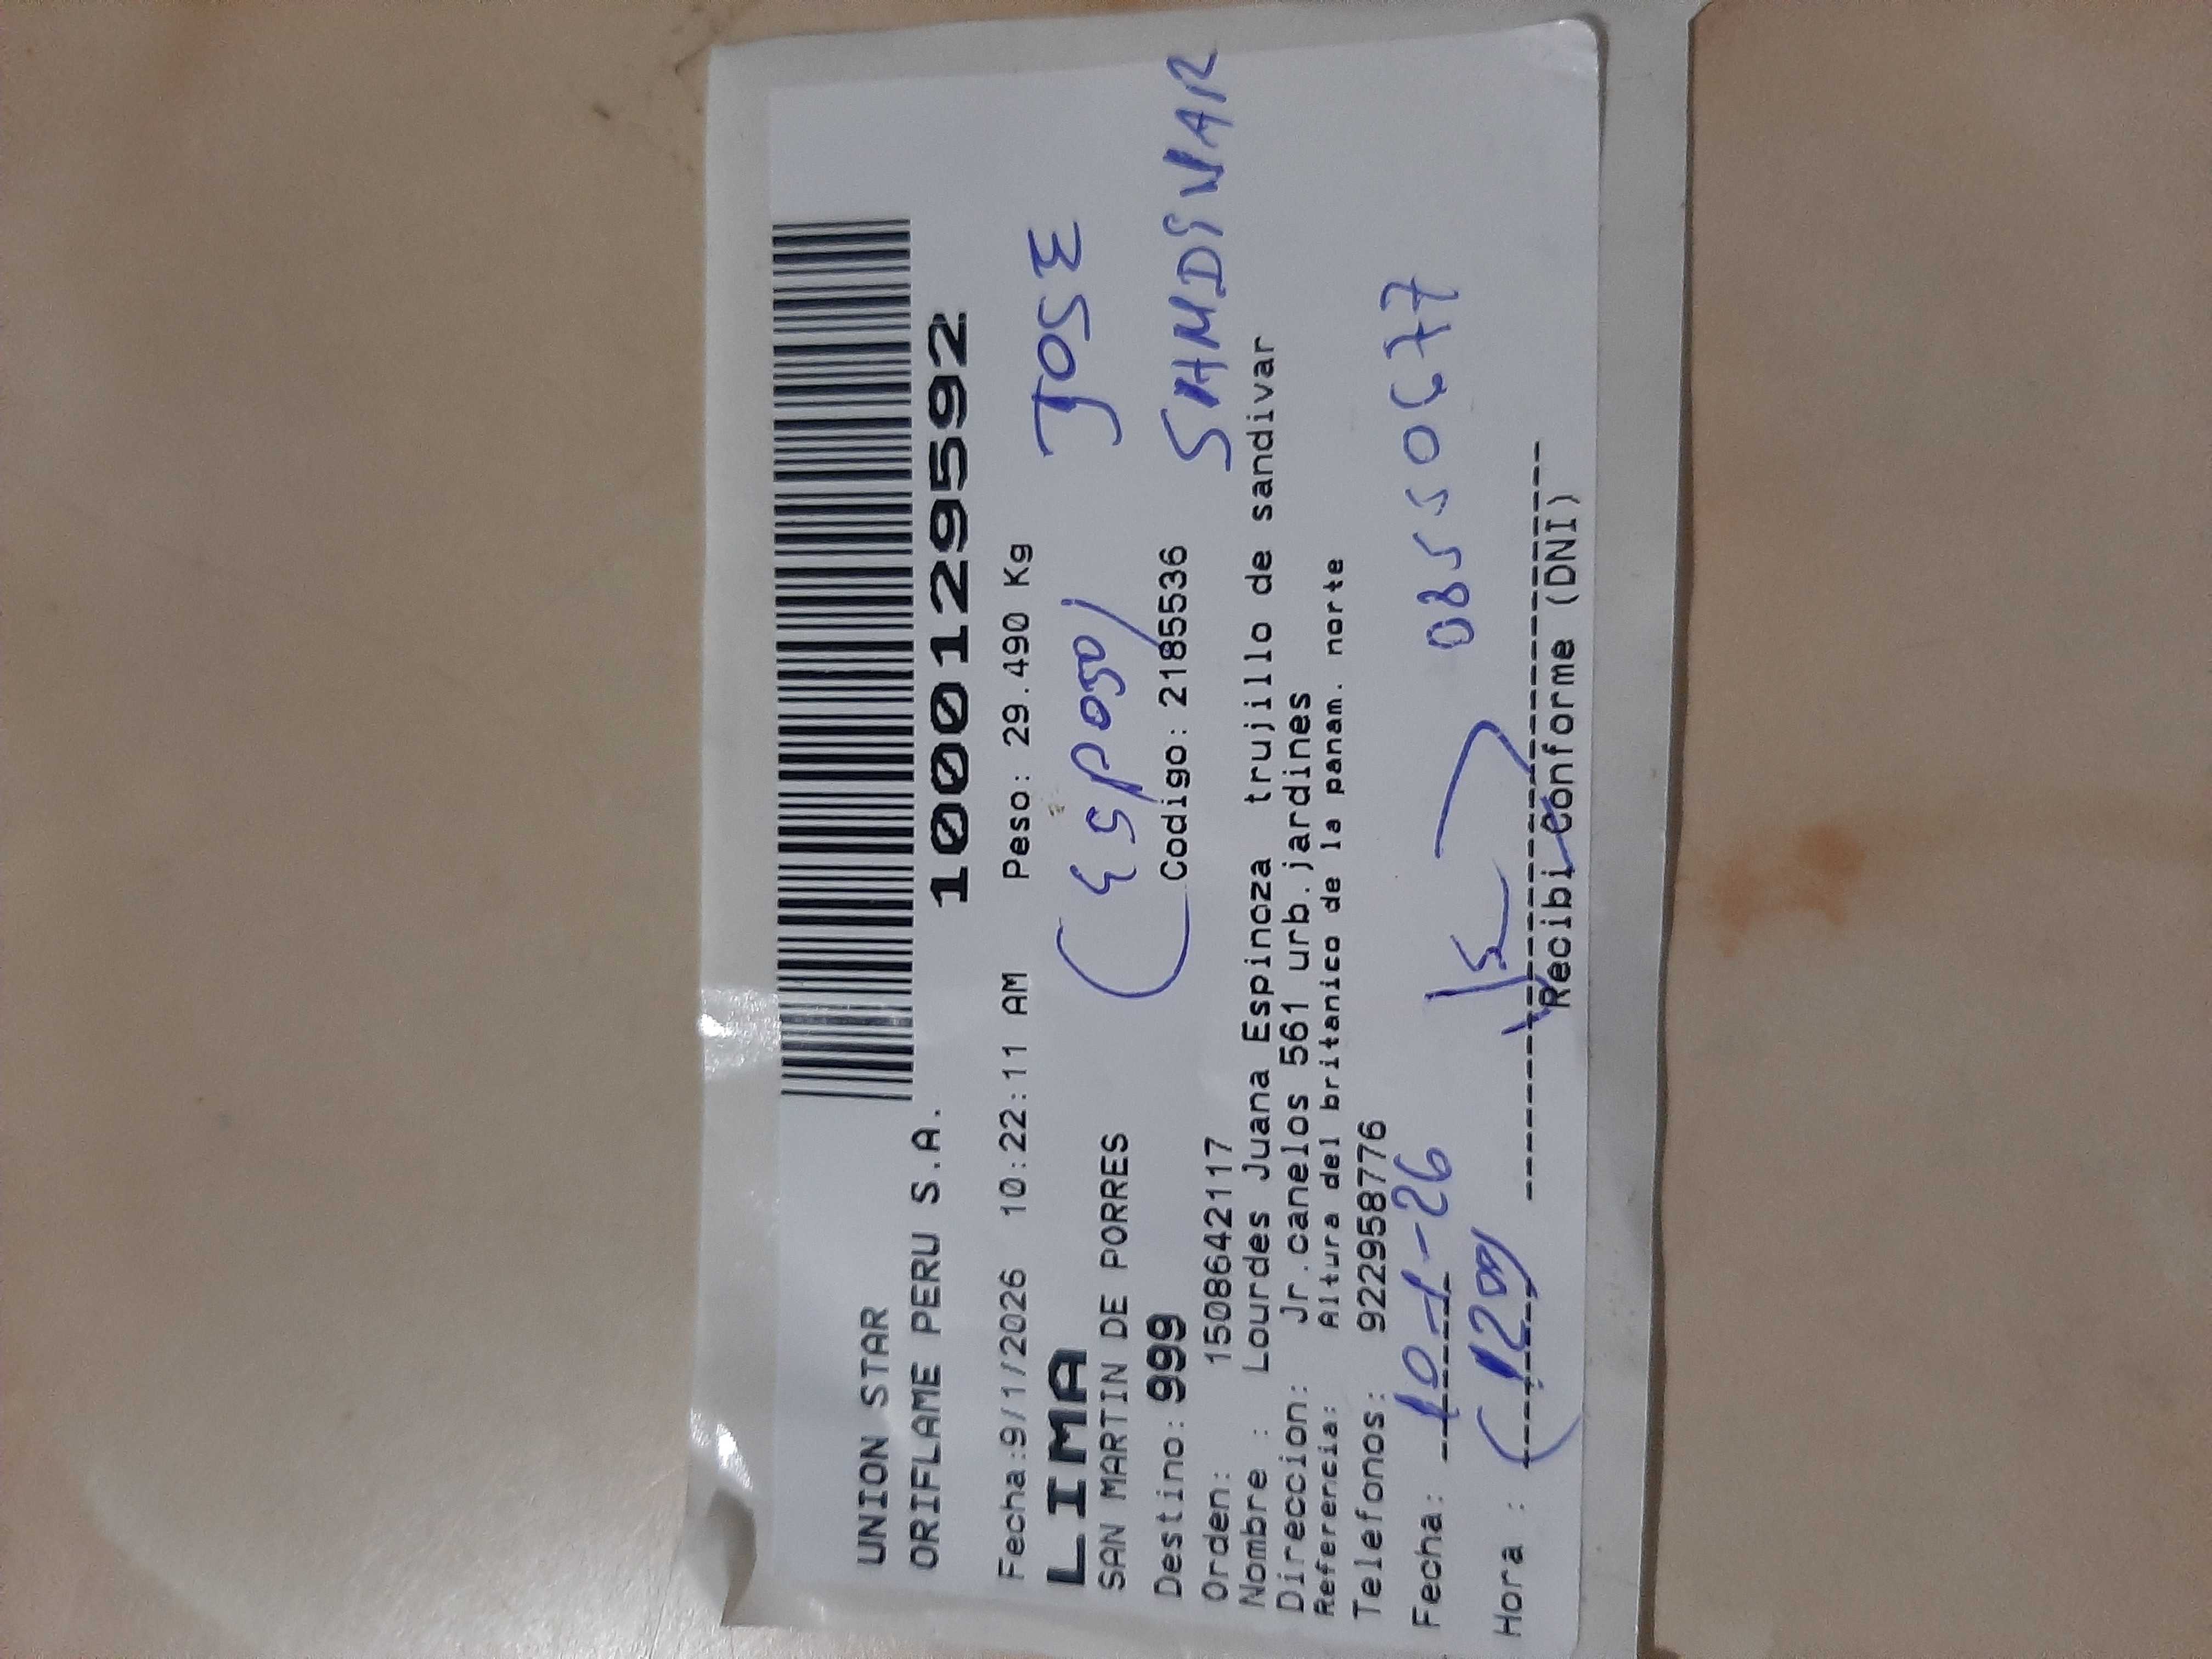 UNION STAR
ORIFLAME PERU S.A.
1000129592
Fecha:9/1/2026 10:22:11 AM Peso: 29.490 Kg
LIMA
SAN MARTIN DE PORRES
(Esposo) JOSE
SANDIVAR
Destino: 999 Codigo: 2185536
Orden: 1508642117
Nombre : Lourdes Juana Espinoza trujillo de sandivar
Direccion: Jr.canelos 561 urb.jardines
Referencia: Altura del britanico de la panam. norte
Telefonos: 922958776
Fecha: 10-1-26
Hora :
Recibi conforme (DNI)